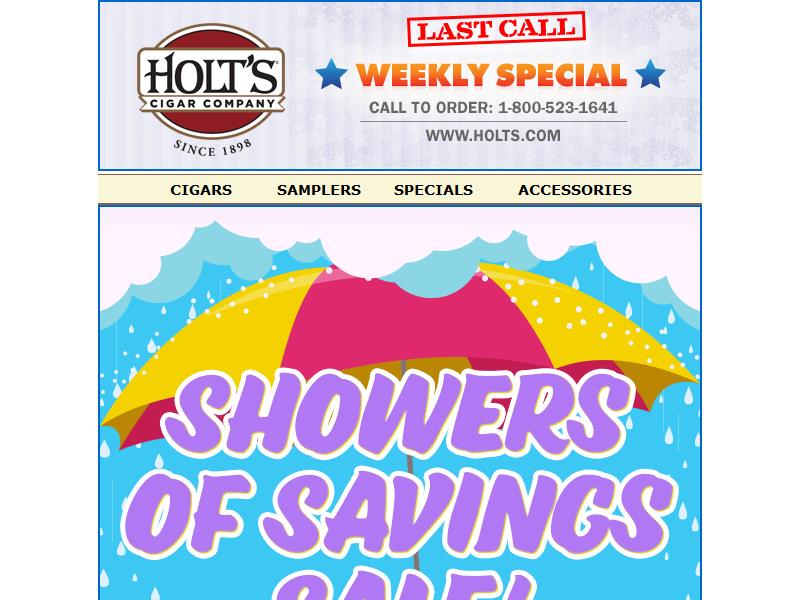 LAST CALL
HOLT'S
CIGAR COMPANY
SINCE 1898
WEEKLY SPECIAL
CALL TO ORDER: 1-800-523-1641
WWW.HOLTS.COM
CIGARS SAMPLERS SPECIALS ACCESSORIES
SHOWERS
OF SAVINGS
SALE!